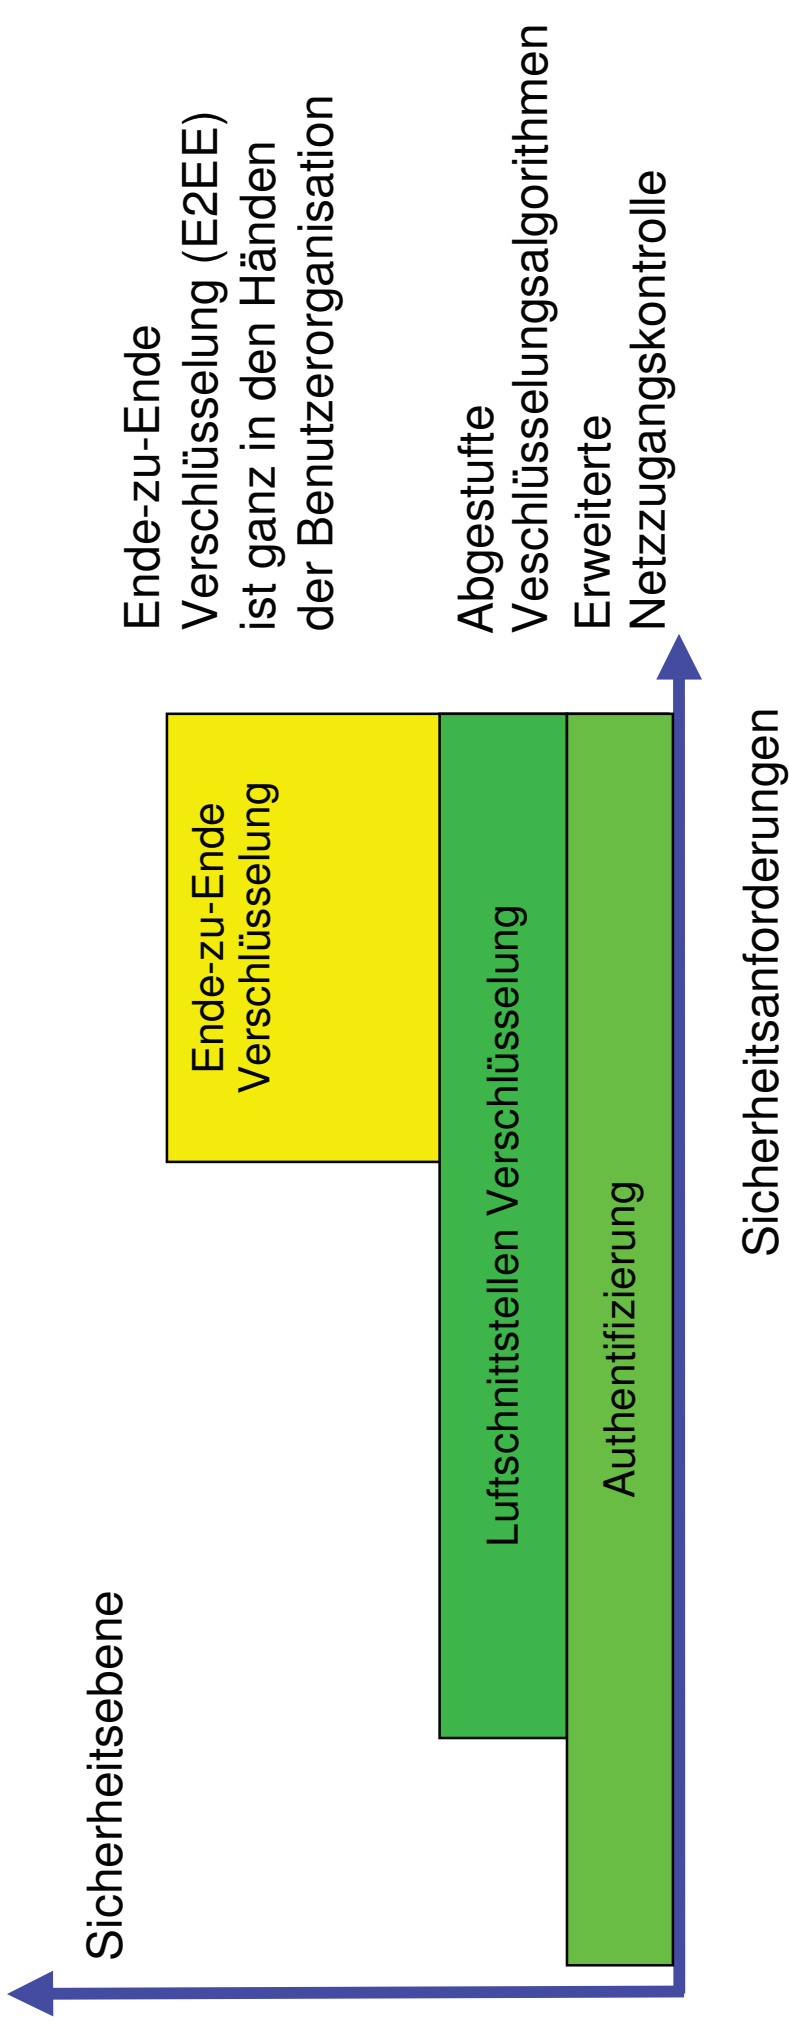 Sicherheitsebene
Ende-zu-Ende
Verschlüsselung
Luftschnittstellen Verschlüsselung
Authentifizierung
Sicherheitsanforderungen
Ende-zu-Ende
Verschlüsselung (E2EE)
ist ganz in den Händen
der Benutzerorganisation
Abgestufte
Veschlüsselungsalgorithmen
Erweiterte
Netzzugangskontrolle